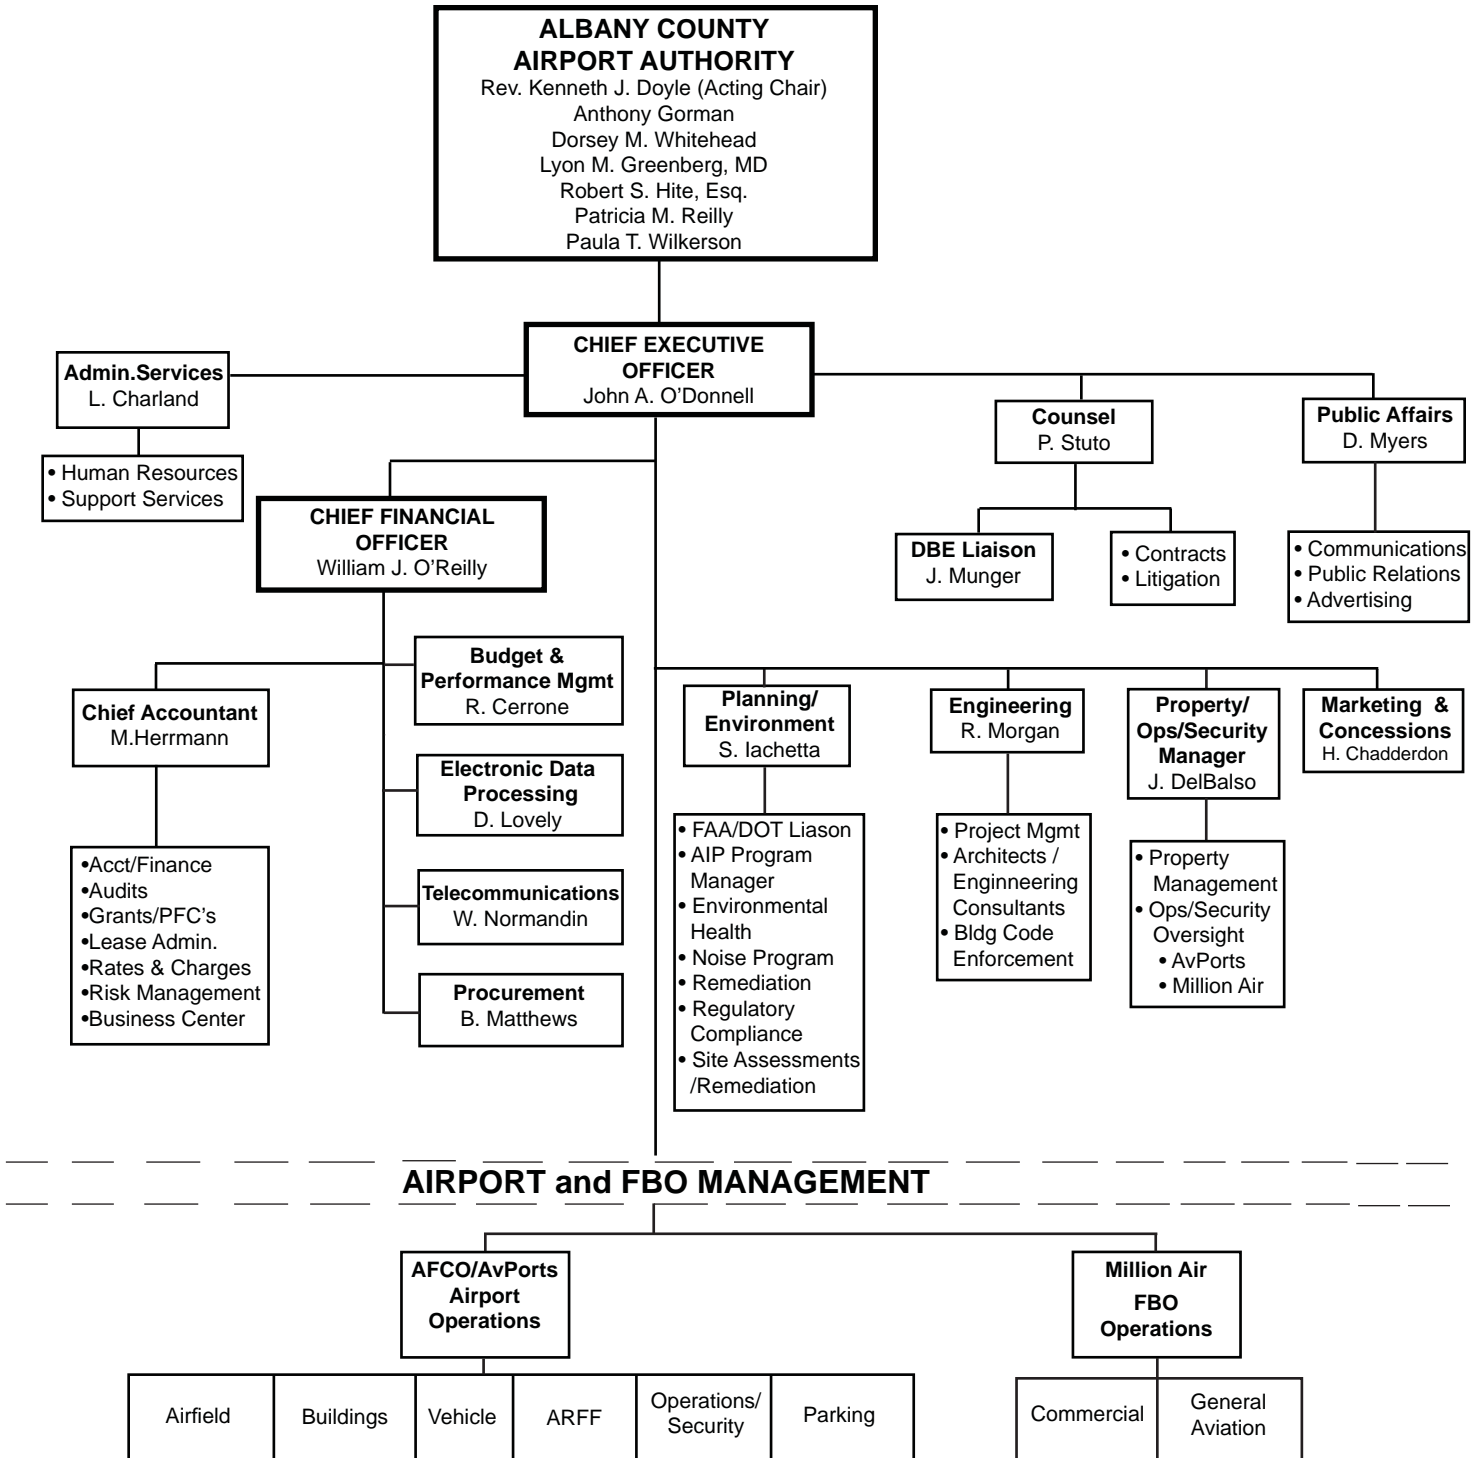 ALBANY COUNTY
AIRPORT AUTHORITY
Rev. Kenneth J. Doyle (Acting Chair)
Anthony Gorman
Dorsey M. Whitehead
Lyon M. Greenberg, MD
Robert S. Hite, Esq.
Patricia M. Reilly
Paula T. Wilkerson
CHIEF EXECUTIVE
OFFICER
John A. O'Donnell
Admin.Services
L. Charland
• Human Resources
• Support Services
Counsel
P. Stuto
Public Affairs
D. Myers
CHIEF FINANCIAL
OFFICER
William J. O'Reilly
DBE Liaison
J. Munger
• Contracts
• Litigation
• Communications
• Public Relations
• Advertising
Chief Accountant
M.Herrmann
•Acct/Finance
•Audits
•Grants/PFC's
•Lease Admin.
•Rates & Charges
•Risk Management
•Business Center
Budget &
Performance Mgmt
R. Cerrone
Electronic Data
Processing
D. Lovely
Telecommunications
W. Normandin
Procurement
B. Matthews
Planning/
Environment
S. Iachetta
• FAA/DOT Liason
• AIP Program
Manager
• Environmental
Health
• Noise Program
• Remediation
• Regulatory
Compliance
• Site Assessments
/Remediation
Engineering
R. Morgan
• Project Mgmt
• Architects /
Enginneering
Consultants
• Bldg Code
Enforcement
Property/
Ops/Security
Manager
J. DelBalso
• Property
Management
• Ops/Security
Oversight
• AvPorts
• Million Air
Marketing &
Concessions
H. Chadderdon
AIRPORT and FBO MANAGEMENT
AFCO/AvPorts
Airport
Operations
Airfield
Buildings
Vehicle
ARFF
Operations/
Security
Parking
Million Air
FBO
Operations
Commercial
General
Aviation